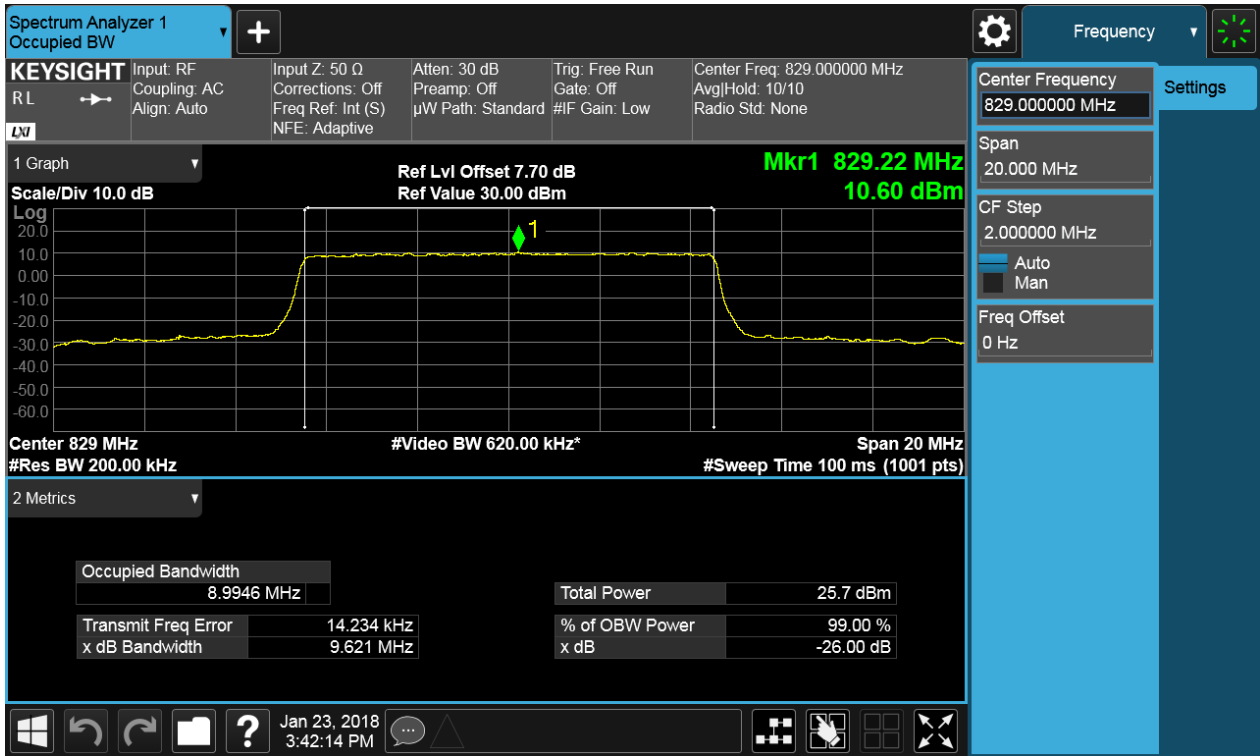 Spectrum Analyzer 1
Occupied BW
+
Frequency
KEYSIGHT
R L
LXI
Input: RF
Coupling: AC
Align: Auto
Input Z: 50 Ω
Corrections: Off
Freq Ref: Int (S)
NFE: Adaptive
Atten: 30 dB
Preamp: Off
µW Path: Standard
Trig: Free Run
Gate: Off
#IF Gain: Low
Center Freq: 829.000000 MHz
Avg|Hold: 10/10
Radio Std: None
Center Frequency
829.000000 MHz
Settings
Span
20.000 MHz
CF Step
2.000000 MHz
Auto
Man
Freq Offset
0 Hz
1 Graph
Scale/Div 10.0 dB
Ref Lvl Offset 7.70 dB
Ref Value 30.00 dBm
Mkr1 829.22 MHz
10.60 dBm
Log
20.0
10.0
0.00
-10.0
-20.0
-30.0
-40.0
-50.0
-60.0
1
Center 829 MHz
#Video BW 620.00 kHz*
Span 20 MHz
#Res BW 200.00 kHz
#Sweep Time 100 ms (1001 pts)
2 Metrics
Occupied Bandwidth
8.9946 MHz
Total Power 25.7 dBm
Transmit Freq Error 14.234 kHz
% of OBW Power 99.00 %
x dB Bandwidth 9.621 MHz
x dB -26.00 dB
?
Jan 23, 2018
3:42:14 PM